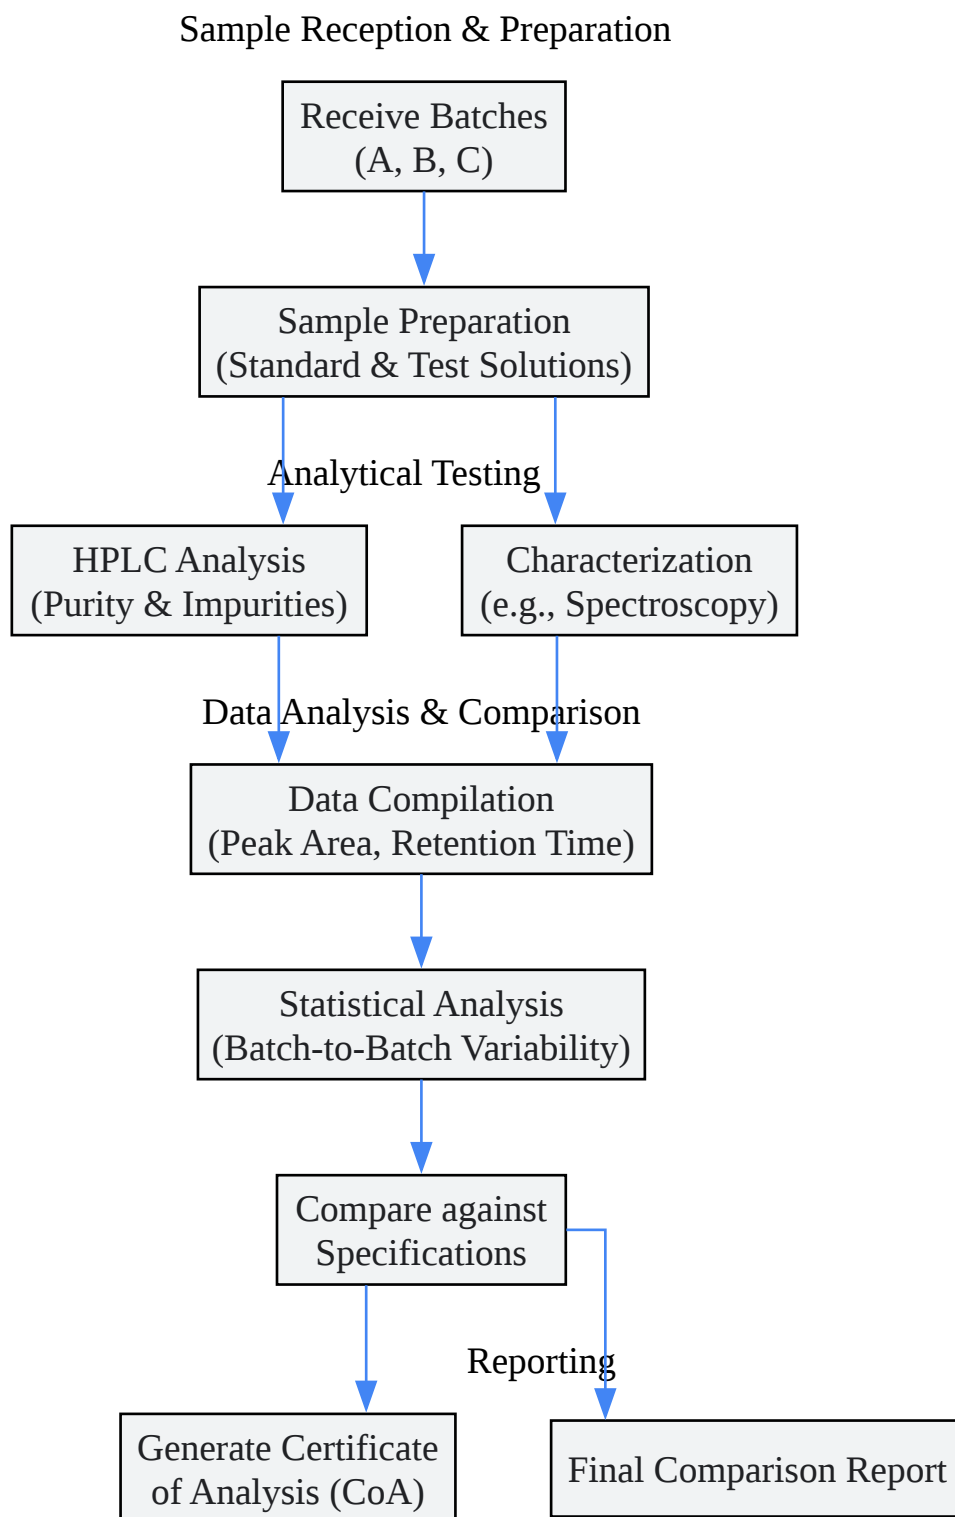 Sample Reception & Preparation
Receive Batches
(A, B, C)
Sample Preparation
(Standard & Test Solutions)
Analytical Testing
HPLC Analysis
(Purity & Impurities)
Characterization
(e.g., Spectroscopy)
Data Analysis & Comparison
Data Compilation
(Peak Area, Retention Time)
Statistical Analysis
(Batch-to-Batch Variability)
Compare against
Specifications
Reporting
Generate Certificate
of Analysis (CoA)
Final Comparison Report